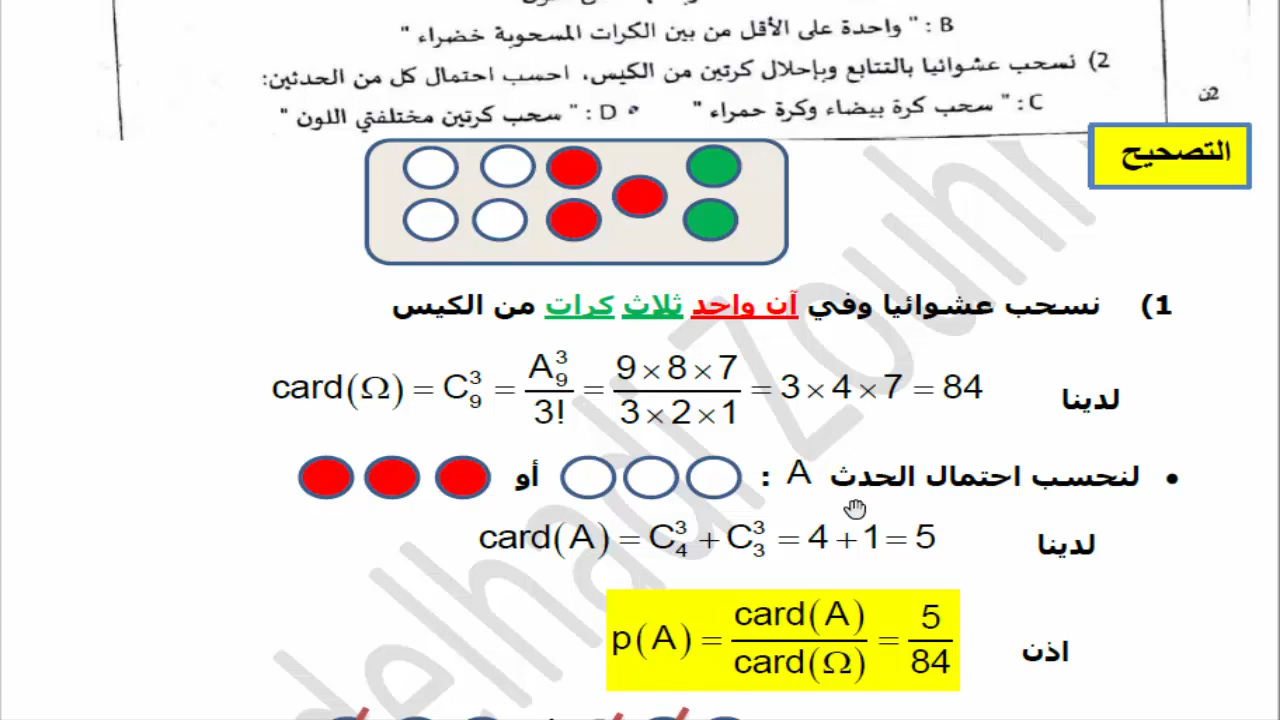 B : " واحدة على الأقل من بين الكرات المسحوبة خضراء "
2) نسحب عشوائيا بالتتابع وبإحلال كرتين من الكيس، احسب احتمال كل من الحدثين:
2ن
C : " سحب كرة بيضاء وكرة حمراء " • D : " سحب كرتين مختلفتي اللون "
التصحيح
1) نسحب عشوائيا وفي آن واحد ثلاث كرات من الكيس
لدينا card(Ω) = C₉³ = A₉³ / 3! = 9×8×7 / 3×2×1 = 3×4×7 = 84
• لنحسب احتمال الحدث A : أو
لدينا card(A) = C₄³ + C₃³ = 4+1 = 5
اذن p(A) = card(A) / card(Ω) = 5 / 84